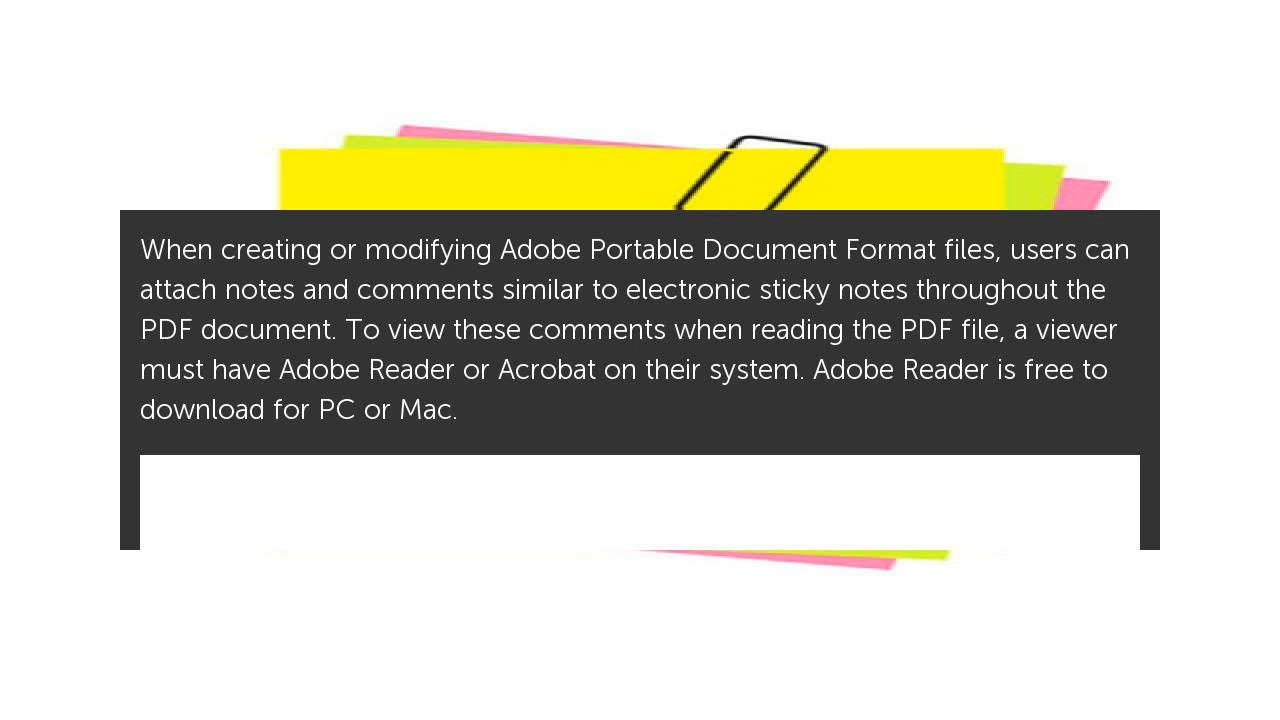 When creating or modifying Adobe Portable Document Format files, users can
attach notes and comments similar to electronic sticky notes throughout the
PDF document. To view these comments when reading the PDF file, a viewer
must have Adobe Reader or Acrobat on their system. Adobe Reader is free to
download for PC or Mac.